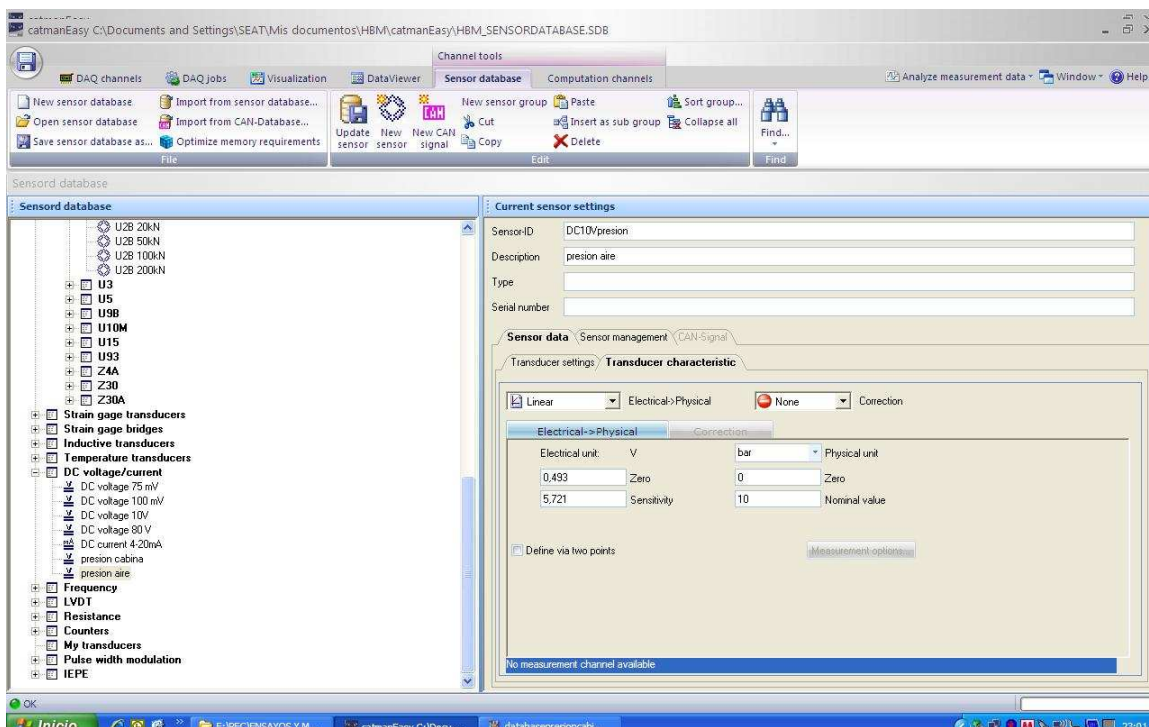 catmanEasy C:\Documents and Settings\SEAT\Mis documentos\HBM\catmanEasy\HBM_SENSORDATABASE.SDB
Channel tools
DAQ channels DAQ jobs Visualization DataViewer Sensor database Computation channels Analyze measurement data Window Help
New sensor database Import from sensor database... New sensor group Paste Sort group...
Open sensor database Import from CAN-Database... Cut Insert as sub group Collapse all
Save sensor database as... Optimize memory requirements Update sensor New sensor New CAN signal Copy Delete Find...
File Edit Find
Sensord database
Sensord database
U2B 20kN
U2B 50kN
U2B 100kN
U2B 200kN
U3
U5
U9B
U10M
U15
U93
Z4A
Z30
Z30A
Strain gage transducers
Strain gage bridges
Inductive transducers
Temperature transducers
DC voltage/current
DC voltage 75 mV
DC voltage 100 mV
DC voltage 10V
DC voltage 80 V
DC current 4-20mA
presion cabina
presion aire
Frequency
LVDT
Resistance
Counters
My transducers
Pulse width modulation
IEPE
Current sensor settings
Sensor-ID DC10Vpresion
Description presion aire
Type
Serial number
Sensor data Sensor management CAN-Signal
Transducer settings Transducer characteristic
Linear Electrical->Physical None Correction
Electrical->Physical Correction
Electrical unit: V bar Physical unit
0,493 Zero 0 Zero
5,721 Sensitivity 10 Nominal value
Define via two points Measurement options
No measurement channel available
OK
Inicio E:\PEC\ENSAYOS Y M... catmanEasy C:\Docu... 23:01